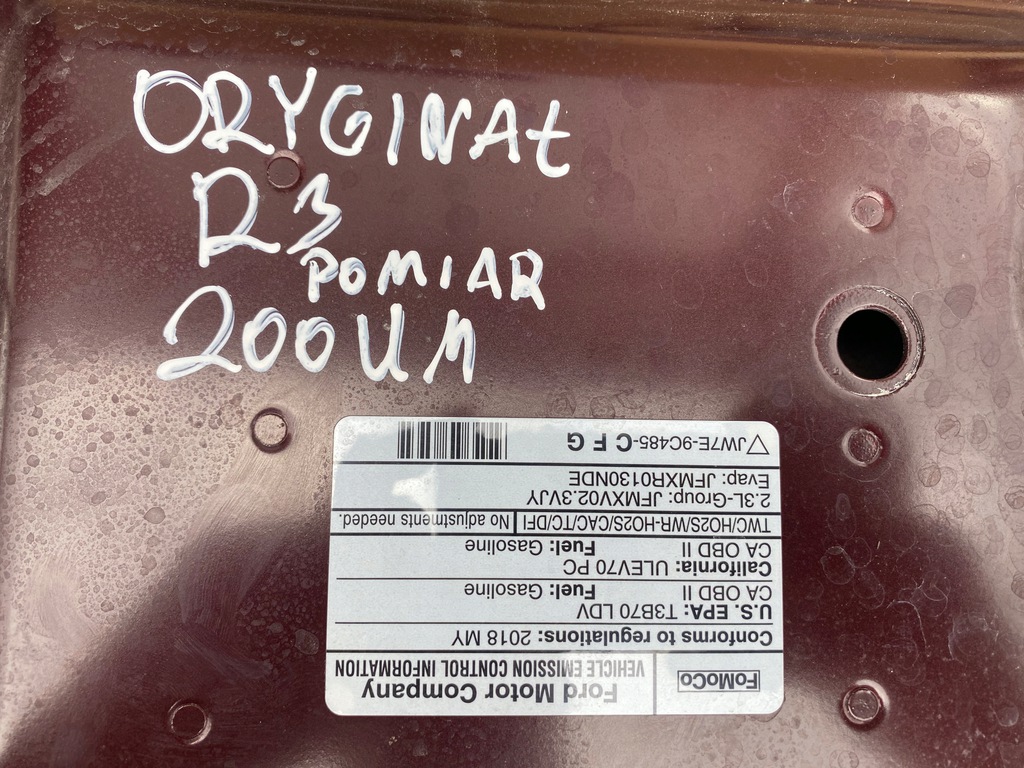 ORYGINAŁ
R3
POMIAR
200UM
FoMoCo
Ford Motor Company
VEHICLE EMISSION CONTROL INFORMATION
Conforms to regulations: 2018 MY
U.S. EPA: T3B70 LDV
CA OBD II Fuel: Gasoline
California: ULEV70 PC
CA OBD II Fuel: Gasoline
TWC/HO2S/WR-HO2S/CAC/TC/DFI No adjustments needed.
2.3L-Group: JFMXV02.3VJY
Evap: JFMXR0130NDE
JW7E-9C485-C F G